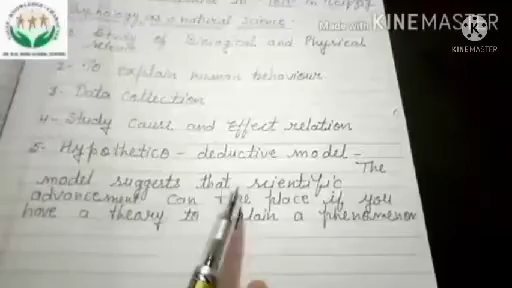 Made with KINEMASTER
KINEMASTER
Psychology as a natural science:
Study of Biological and Physical
science
2- To explain human behaviour
3- Data collection
4- Study Cause and Effect relation
5- Hypothetico - deductive model - The
model suggests that scientific
advancement can take place if you
have a theory to explain a phenomenon